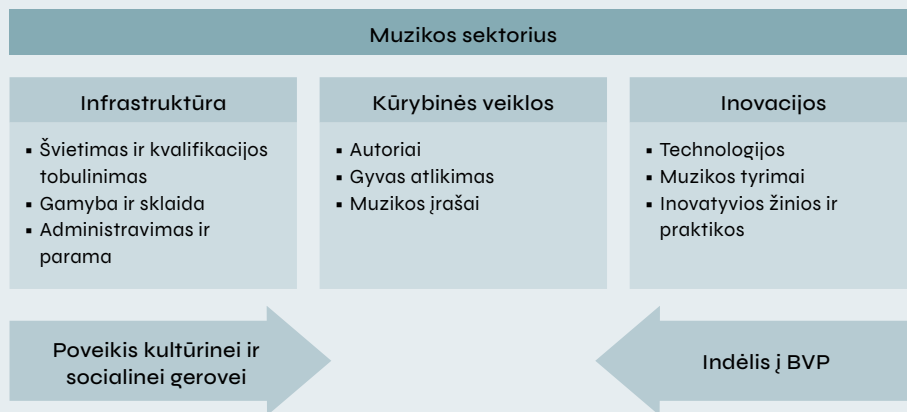 Muzikos sektorius
Infrastruktūra
▪ Švietimas ir kvalifikacijos
tobulinimas
▪ Gamyba ir sklaida
▪ Administravimas ir
parama
Kūrybinės veiklos
▪ Autoriai
▪ Gyvas atlikimas
▪ Muzikos įrašai
Inovacijos
▪ Technologijos
▪ Muzikos tyrimai
▪ Inovatyvios žinios ir
praktikos
Poveikis kultūrinei ir
socialinei gerovei
Indėlis į BVP